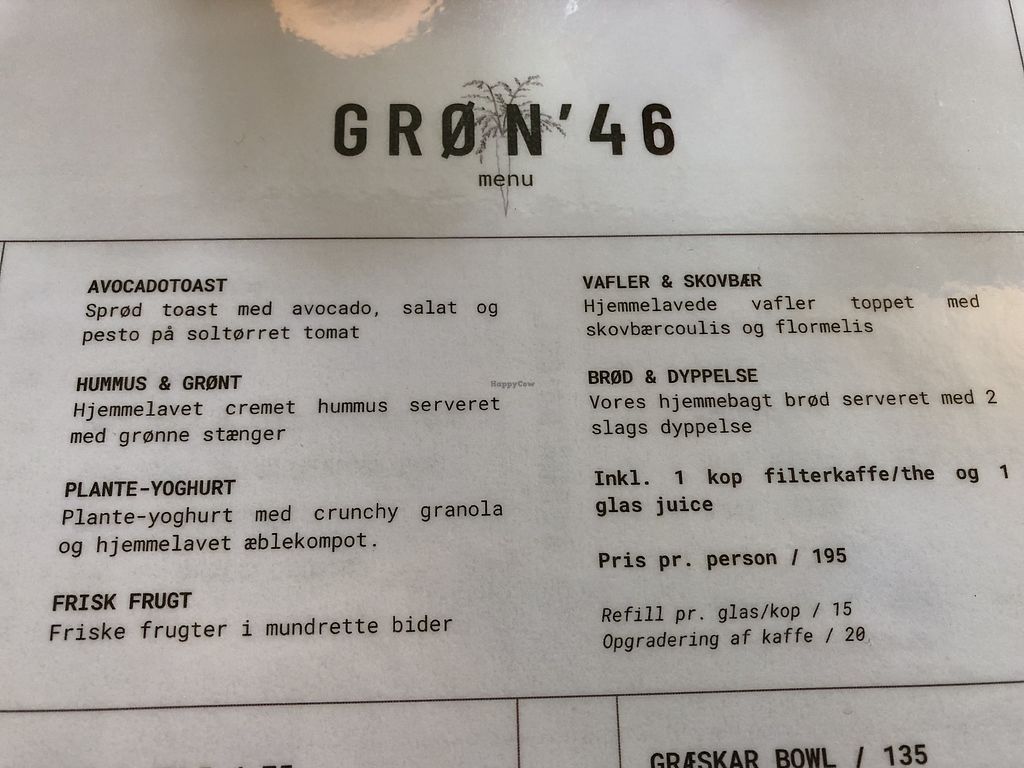 GRØN'46
menu
AVOCADOTOAST
Sprød toast med avocado, salat og
pesto på soltørret tomat
HUMMUS & GRØNT
Hjemmelavet cremet hummus serveret
med grønne stænger
PLANTE-YOGHURT
Plante-yoghurt med crunchy granola
og hjemmelavet æblekompot.
FRISK FRUGT
Friske frugter i mundrette bider
VAFLER & SKOVBÆR
Hjemmelavede vafler toppet med
skovbærcoulis og flormelis
BRØD & DYPPELSE
Vores hjemmebagt brød serveret med 2
slags dyppelse
Inkl. 1 kop filterkaffe/the og 1
glas juice
Pris pr. person / 195
Refill pr. glas/kop / 15
Opgradering af kaffe / 20
HappyCow
GRÆSKAR BOWL / 135